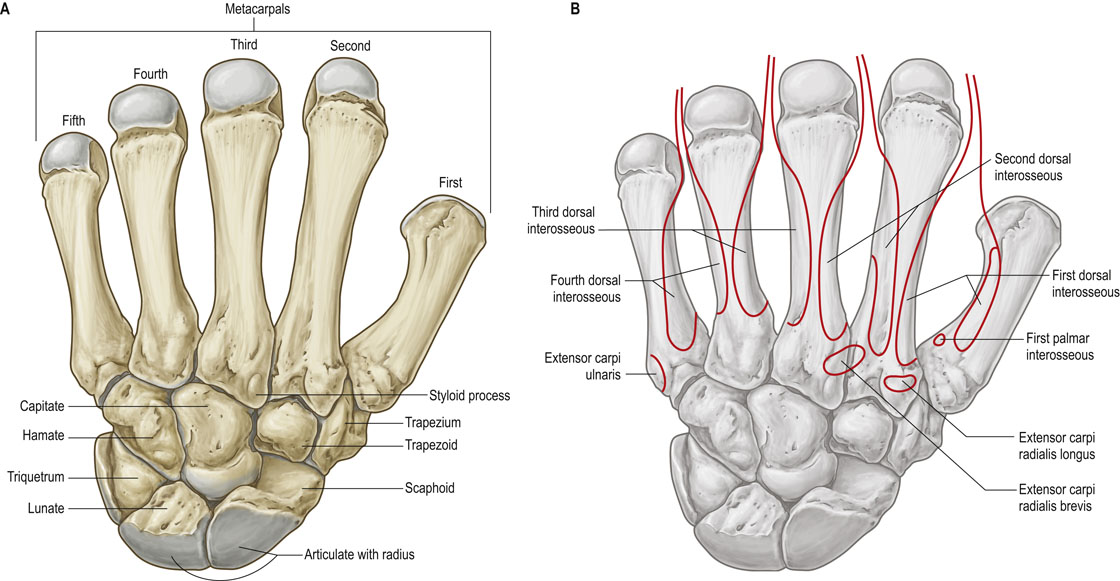 A
Metacarpals
Third
Second
Fourth
Fifth
First
Styloid process
Capitate
Trapezium
Hamate
Trapezoid
Triquetrum
Scaphoid
Lunate
Articulate with radius
B
Second dorsal
interosseous
Third dorsal
interosseous
Fourth dorsal
interosseous
First dorsal
interosseous
First palmar
interosseous
Extensor carpi
ulnaris
Extensor carpi
radialis longus
Extensor carpi
radialis brevis